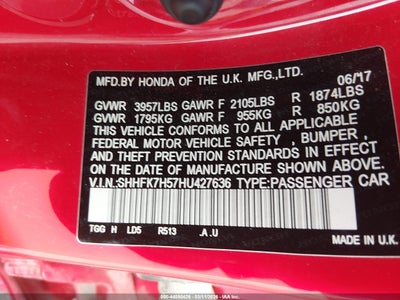 MFD.BY HONDA OF THE U.K. MFG.,LTD. 06/17
GVWR 3957LBS GAWR F 2105LBS R 1874LBS
GVWR 1795KG GAWR F 955KG R 850KG
THIS VEHICLE CONFORMS TO ALL APPLICABLE
FEDERAL MOTOR VEHICLE SAFETY , BUMPER ,
AND THEFT PREVENTION STANDARDS IN EFFECT
ON THE DATE OF MANUFACTURE SHOWN ABOVE.
V.I.N.:SHHFK7H57HU427636 TYPE:PASSENGER CAR
TGG H LD5 R513 .A .U
MADE IN U.K.